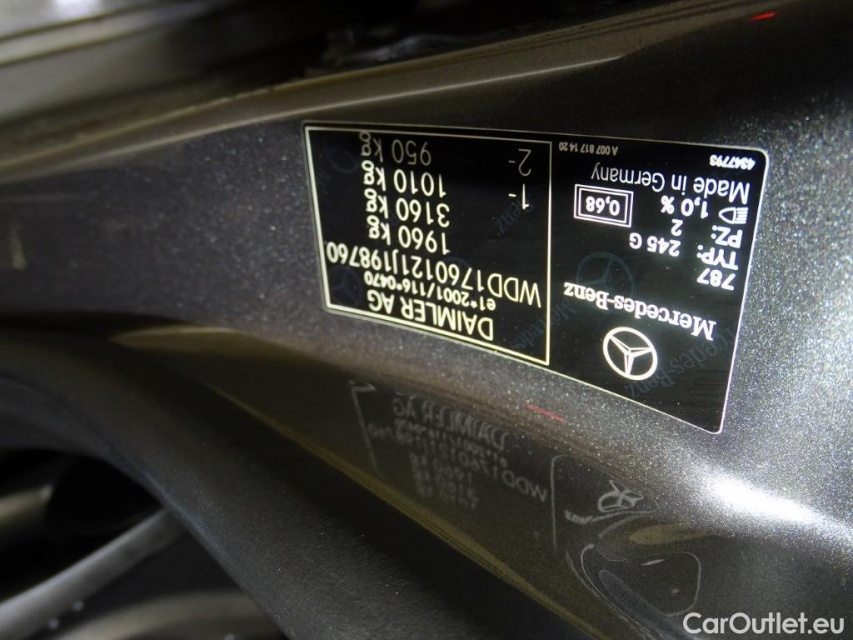 Mercedes-Benz
787
TYP: 245 G
PZ: 2
1,0 %
0,68
Made in Germany
4347793
A 007 817 14 20
DAIMLER AG
e1*2001/116*0470
WDD1760121J198760
1960 kg
3160 kg
1- 1010 kg
2- 950 kg
CarOutlet.eu